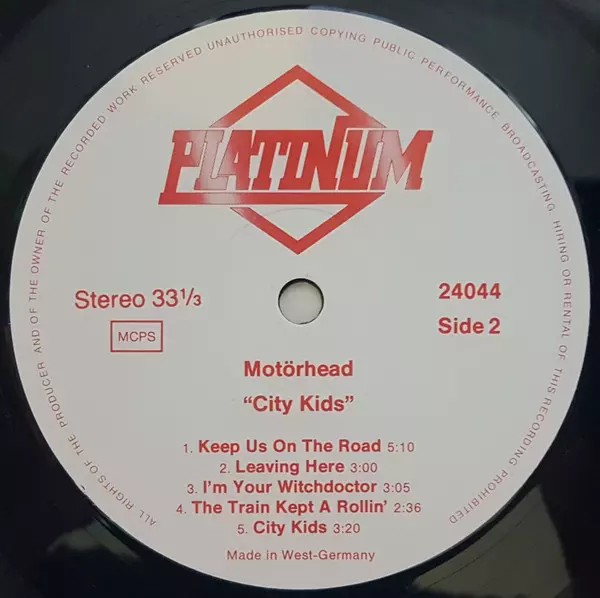 ALL RIGHTS OF THE PRODUCER AND OF THE OWNER OF THE RECORDED WORK RESERVED UNAUTHORISED COPYING PUBLIC PERFORMANCE BROADCASTING HIRING OR RENTAL OF THIS RECORDING PROHIBITED
PLATINUM
Stereo 33 1/3
24044
MCPS
Side 2
Motörhead
"City Kids"
1. Keep Us On The Road 5:10
2. Leaving Here 3:00
3. I'm Your Witchdoctor 3:05
4. The Train Kept A Rollin' 2:36
5. City Kids 3:20
Made in West-Germany